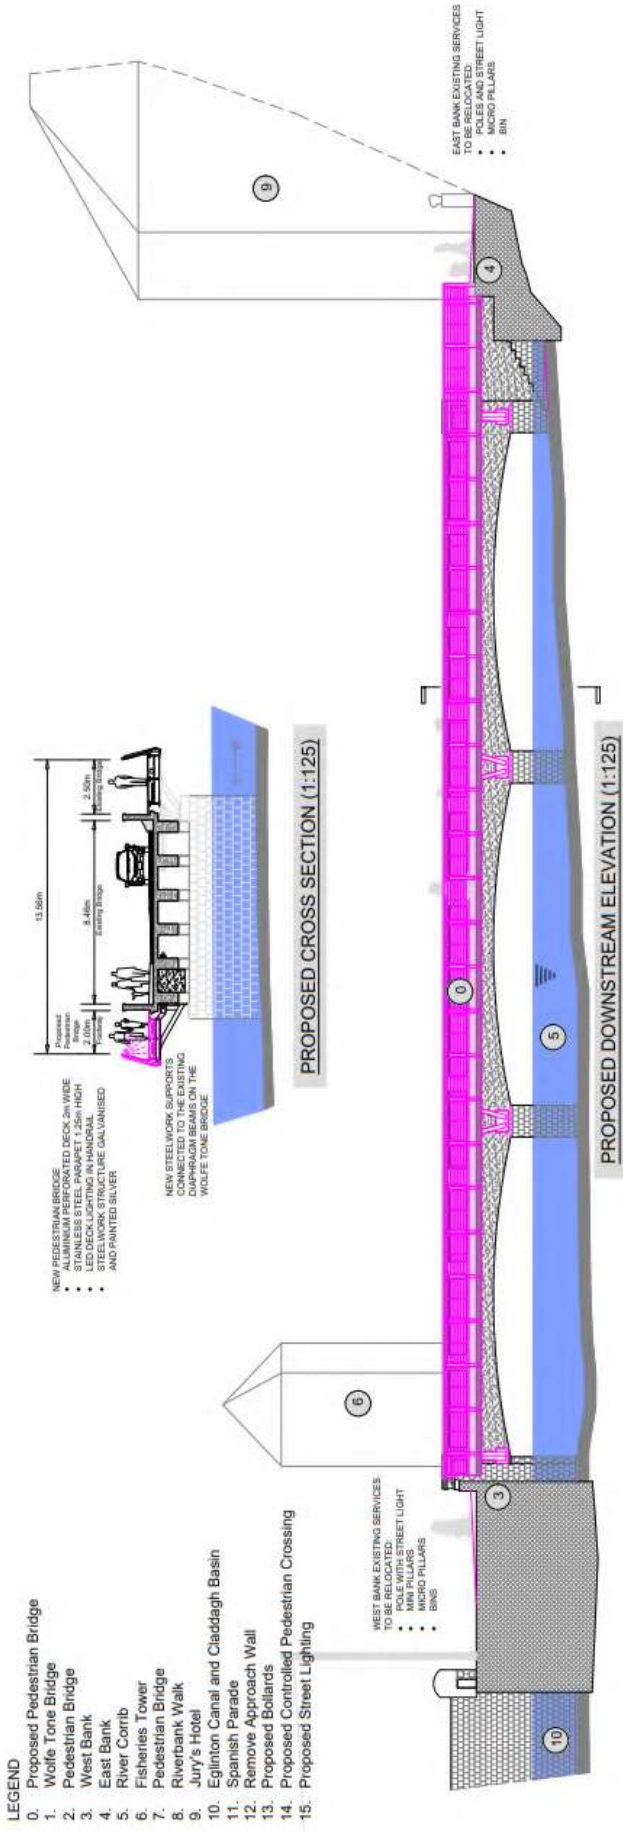 LEGEND
0. Proposed Pedestrian Bridge
1. Wolfe Tone Bridge
2. Pedestrian Bridge
3. West Bank
4. East Bank
5. River Corrib
6. Fisheries Tower
7. Pedestrian Bridge
8. Riverbank Walk
9. Jury's Hotel
10. Eglinton Canal and Claddagh Basin
11. Spanish Parade
12. Remove Approach Wall
13. Proposed Bollards
14. Proposed Controlled Pedestrian Crossing
15. Proposed Street Lighting
NEW PEDESTRIAN BRIDGE
• ALUMINIUM PERFORATED DECK 2m WIDE
• STAINLESS STEEL PARAPET 1.25m HIGH
• LED DECK LIGHTING IN HANDRAIL
• STEELWORK STRUCTURE GALVANISED
AND PAINTED SILVER
13.56m
Proposed
Pedestrian
Bridge
2.00m
Footway
8.48m
Existing Bridge
2.50m
Existing Bridge
NEW STEELWORK SUPPORTS
CONNECTED TO THE EXISTING
DIAPHRAGM BEAMS ON THE
WOLFE TONE BRIDGE
PROPOSED CROSS SECTION (1:125)
WEST BANK EXISTING SERVICES
TO BE RELOCATED:
• POLE WITH STREET LIGHT
• MINI PILLARS
• MICRO PILLARS
• BINS
EAST BANK EXISTING SERVICES
TO BE RELOCATED:
• POLES AND STREET LIGHT
• MICRO PILLARS
• BIN
6
9
10
3
0
5
4
PROPOSED DOWNSTREAM ELEVATION (1:125)